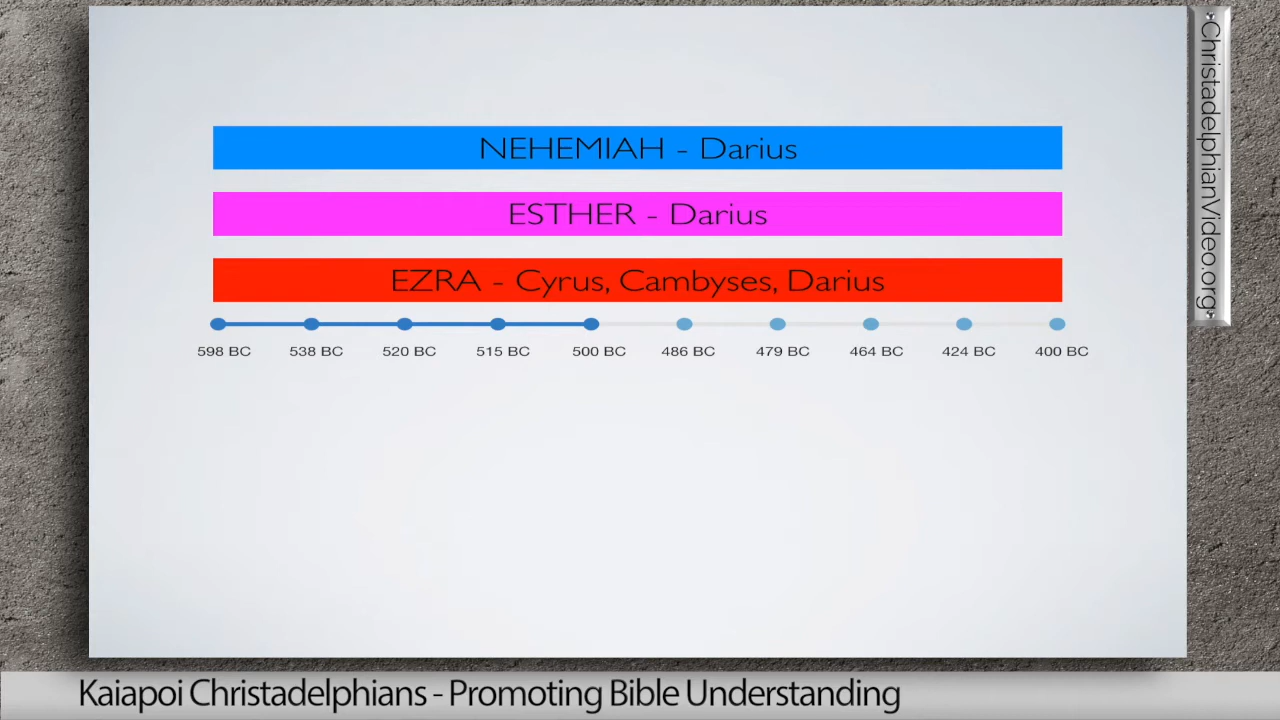 NEHEMIAH - Darius
ESTHER - Darius
EZRA - Cyrus, Cambyses, Darius
598 BC 538 BC 520 BC 515 BC 500 BC 486 BC 479 BC 464 BC 424 BC 400 BC
ChristadelphianVideo.org
Kaiapoi Christadelphians - Promoting Bible Understanding